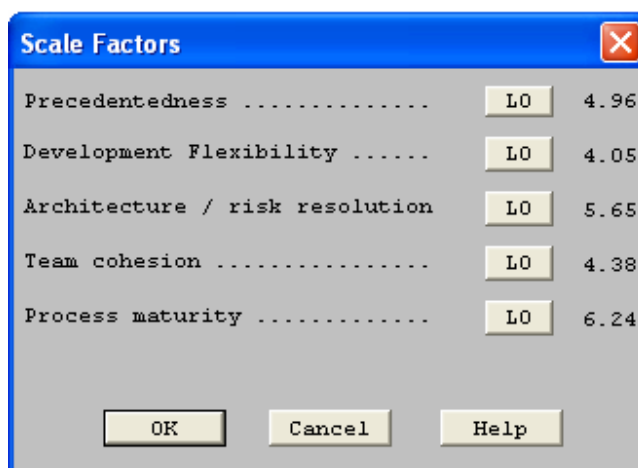 Scale Factors
Precedentedness .............. LO 4.96
Development Flexibility ...... LO 4.05
Architecture / risk resolution LO 5.65
Team cohesion ................ LO 4.38
Process maturity ............. LO 6.24
OK Cancel Help